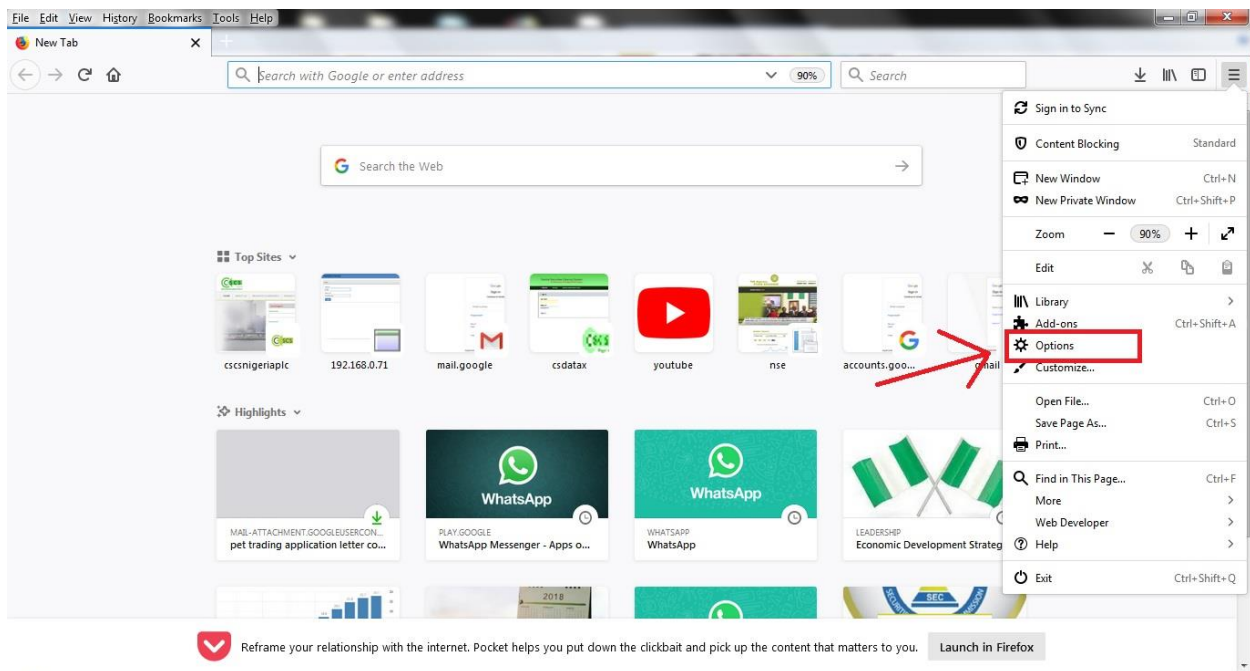 File Edit View History Bookmarks Tools Help
New Tab
Search with Google or enter address
90%
Search
Sign in to Sync
Content Blocking Standard
New Window Ctrl+N
New Private Window Ctrl+Shift+P
Zoom 90%
Edit
Library
Add-ons Ctrl+Shift+A
Options
Customize...
Open File... Ctrl+O
Save Page As... Ctrl+S
Print...
Find in This Page... Ctrl+F
More
Web Developer
Help
Exit Ctrl+Shift+Q
Search the Web
Top Sites
cscsnigeriaplc 192.168.0.71 mail.google csdatax youtube nse accounts.goo... gmail
Highlights
WhatsApp
WhatsApp
MAIL-ATTACHMENT.GOOGLEUSERCON...
pet trading application letter co...
PLAY.GOOGLE
WhatsApp Messenger - Apps o...
WHATSAPP
WhatsApp
LEADERSHIP
Economic Development Strateg
2018
SEC
Reframe your relationship with the internet. Pocket helps you put down the clickbait and pick up the content that matters to you. Launch in Firefox